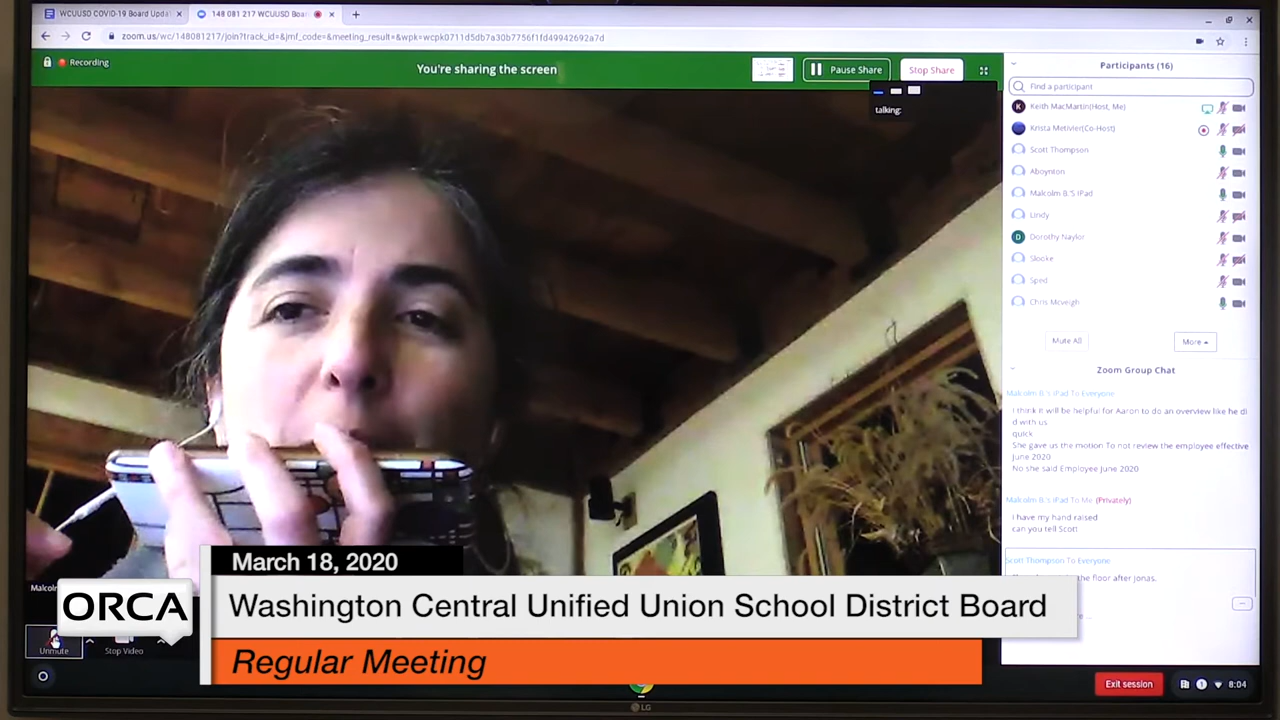 WCUUSD COVID-19 Board Upda
148 081 217 WCUUSD Boa
zoom.us/wc/148081217/join?track_id=&jmf_code=&meeting_result=&wpk=wcpk0711d5db7a30b7756f1fd49942692a7d
Recording
You're sharing the screen
Pause Share
Stop Share
talking:
Participants (16)
Find a participant
Keith MacMartin(Host, Me)
Krista Metivier(Co-Host)
Scott Thompson
Aboynton
Malcolm B.'S iPad
Lindy
D Dorothy Naylor
Slooke
Sped
Chris Mcveigh
Mute All
More
Zoom Group Chat
Malcolm B.'s iPad To Everyone
I think it will be helpful for Aaron to do an overview like he di
d with us
quick
She gave us the motion To not review the employee effective
June 2020
No she said Employee June 2020
Malcolm B.'s iPad To Me (Privately)
I have my hand raised
can you tell Scott
Scott Thompson To Everyone
the floor after jonas.
Malcol
Unmute
Stop Video
March 18, 2020
ORCA
Washington Central Unified Union School District Board
Regular Meeting
Exit session
1
8:04
LG